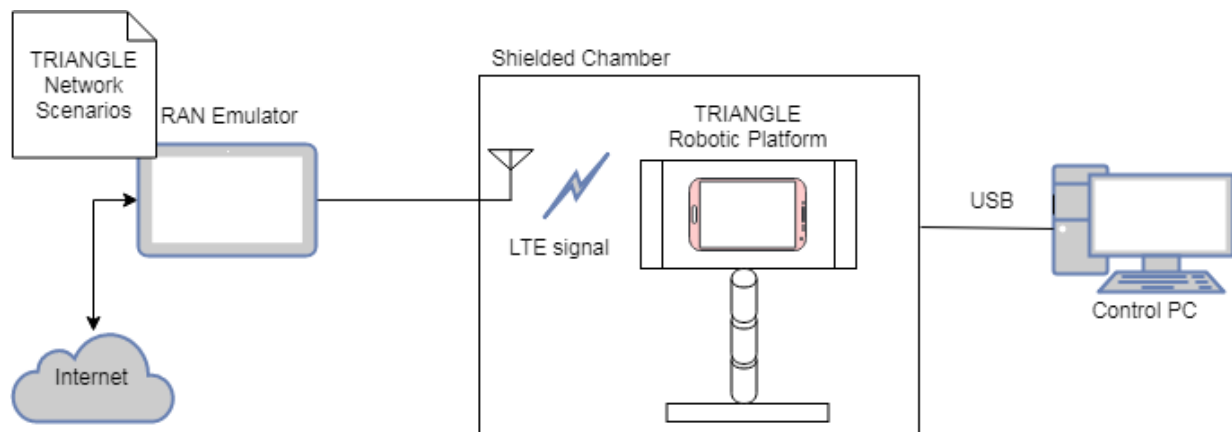 TRIANGLE
Network
Scenarios
RAN Emulator
Shielded Chamber
TRIANGLE
Robotic Platform
LTE signal
USB
Control PC
Internet